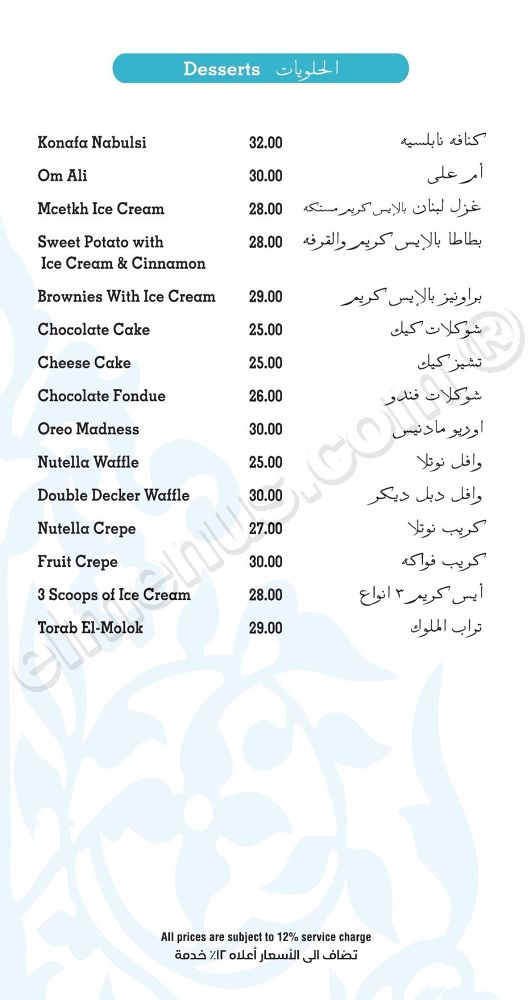 Desserts الحلويات
Konafa Nabulsi 32.00 كنافه نابلسيه
Om Ali 30.00 أم على
Mcetkh Ice Cream 28.00 غزل لبنان بالإيس كريم مستكه
Sweet Potato with 28.00 بطاطا بالإيس كريم والقرفه
Ice Cream & Cinnamon
Brownies With Ice Cream 29.00 براونيز بالإيس كريم
Chocolate Cake 25.00 شوكلات كيك
Cheese Cake 25.00 تشيز كيك
Chocolate Fondue 26.00 شوكلات فندو
Oreo Madness 30.00 اوديو مادنيس
Nutella Waffle 25.00 وافل نوتلا
Double Decker Waffle 30.00 وافل دبل ديكر
Nutella Crepe 27.00 كريب نوتلا
Fruit Crepe 30.00 كريب فواكه
3 Scoops of Ice Cream 28.00 أيس كريم ٣ انواع
Torab El-Molok 29.00 تراب الملوك
elmenus.com ®
All prices are subject to 12% service charge
تضاف الى الأسعار أعلاه ١٢٪ خدمة